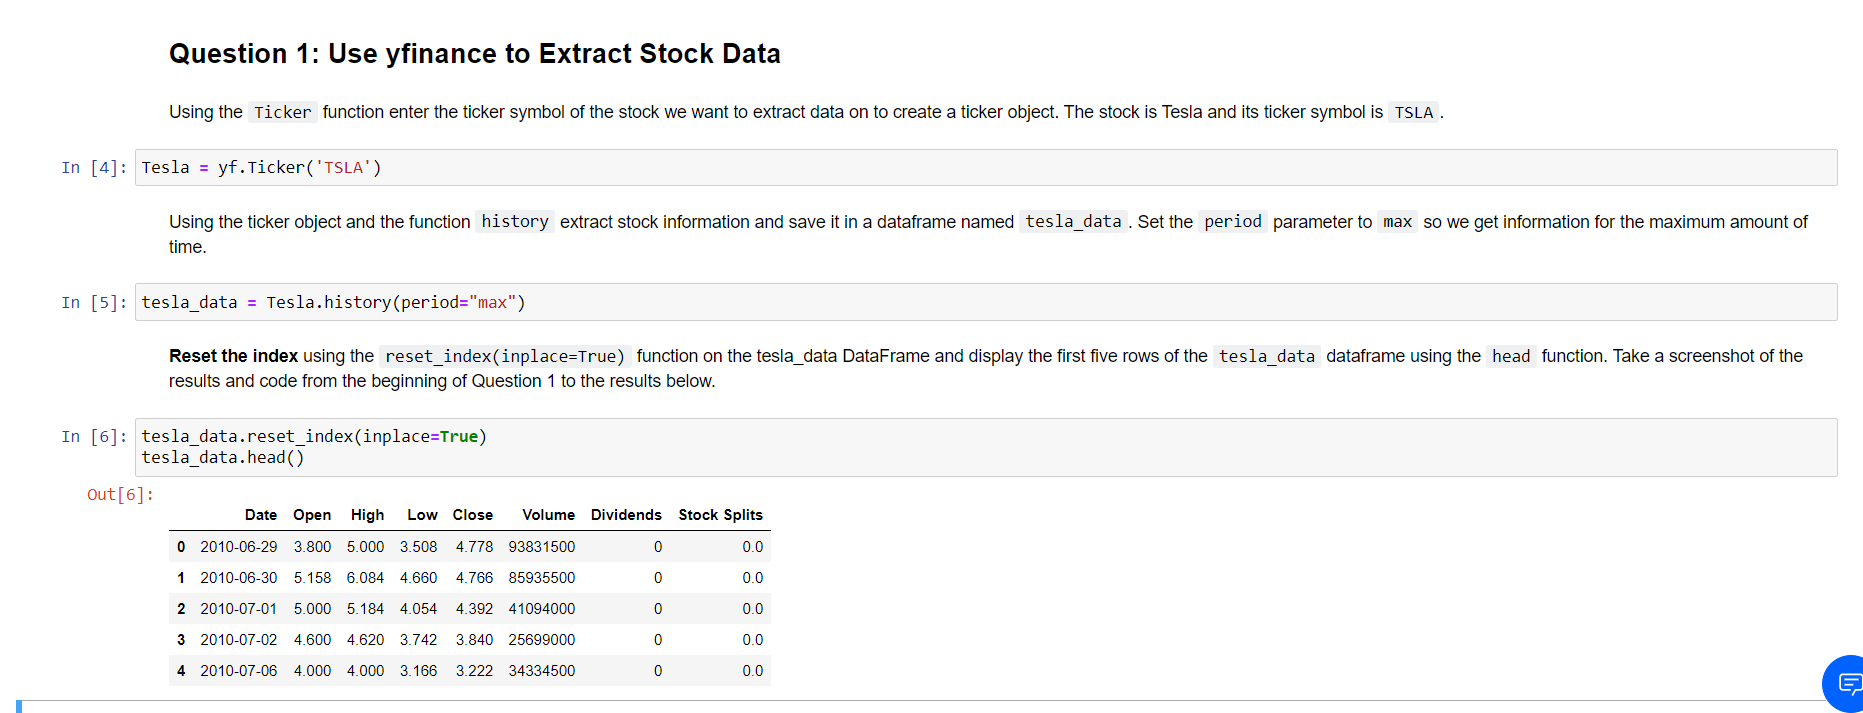 Question 1: Use yfinance to Extract Stock Data
Using the Ticker function enter the ticker symbol of the stock we want to extract data on to create a ticker object. The stock is Tesla and its ticker symbol is TSLA .
In [4]: Tesla = yf.Ticker('TSLA')
Using the ticker object and the function history extract stock information and save it in a dataframe named tesla_data . Set the period parameter to max so we get information for the maximum amount of
time.
In [5]: tesla_data = Tesla.history(period="max")
Reset the index using the reset_index(inplace=True) function on the tesla_data DataFrame and display the first five rows of the tesla_data dataframe using the head function. Take a screenshot of the
results and code from the beginning of Question 1 to the results below.
In [6]: tesla_data.reset_index(inplace=True)
tesla_data.head()
Out[6]:
Date Open High Low Close Volume Dividends Stock Splits
0 2010-06-29 3.800 5.000 3.508 4.778 93831500 0 0.0
1 2010-06-30 5.158 6.084 4.660 4.766 85935500 0 0.0
2 2010-07-01 5.000 5.184 4.054 4.392 41094000 0 0.0
3 2010-07-02 4.600 4.620 3.742 3.840 25699000 0 0.0
4 2010-07-06 4.000 4.000 3.166 3.222 34334500 0 0.0